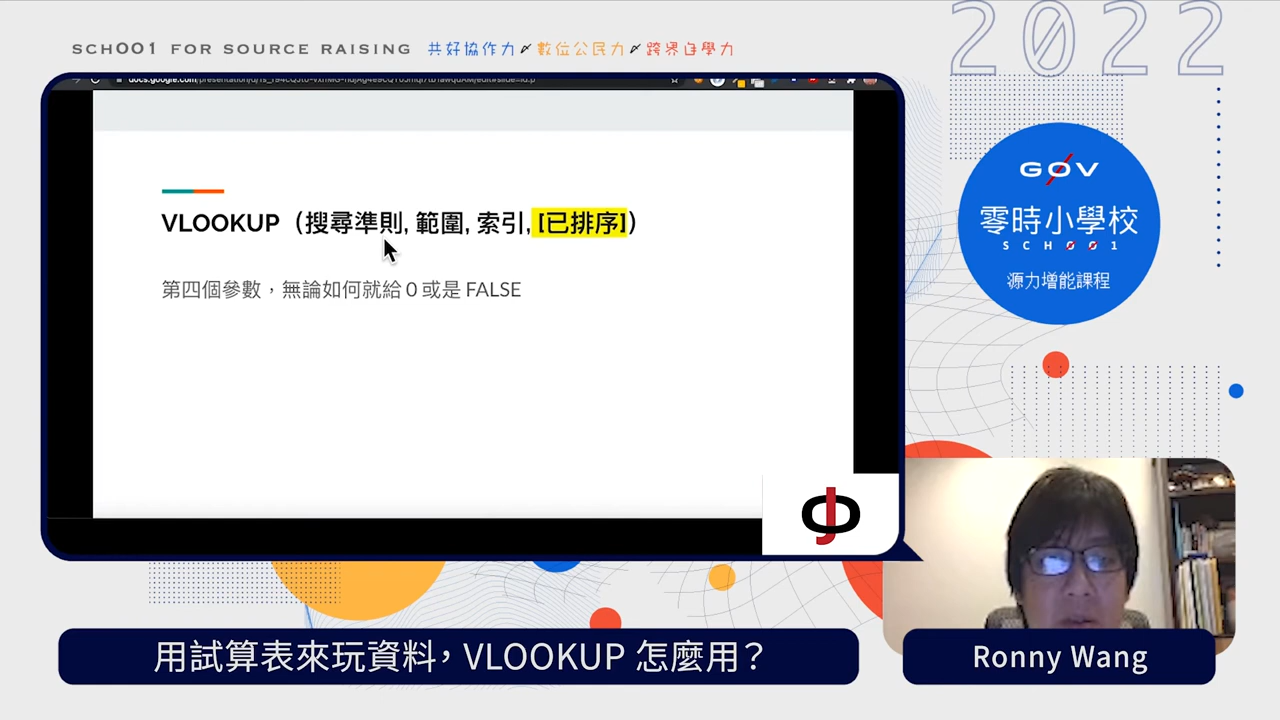 SCHOO1 FOR SOURCE RAISING 共好協作力 數位公民力 跨界自學力
2022
VLOOKUP（搜尋準則, 範圍, 索引, [已排序]）
第四個參數，無論如何就給 0 或是 FALSE
GOV
零時小學校
SCHOO1
源力增能課程
用試算表來玩資料，VLOOKUP 怎麼用？
Ronny Wang